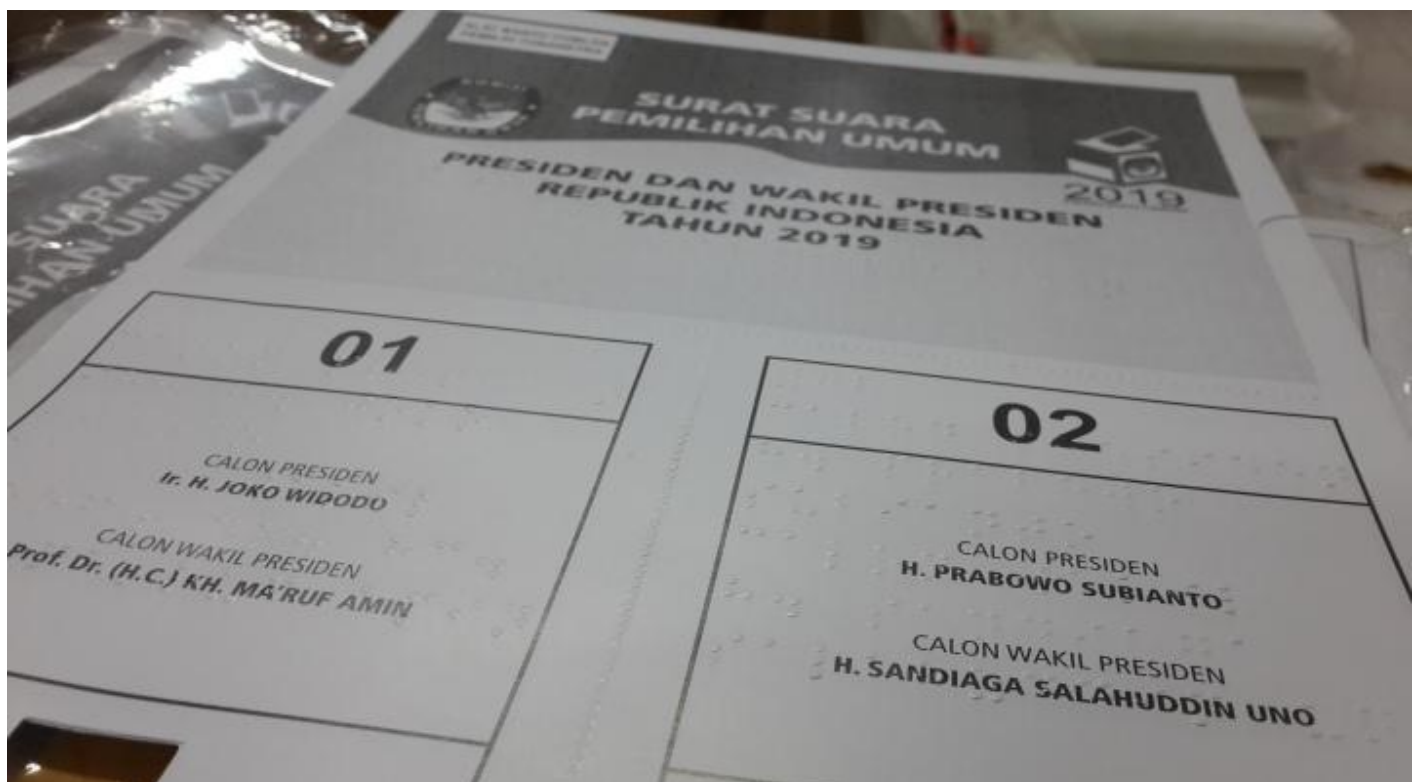 SURAT SUARA
PEMILIHAN UMUM
2019
PRESIDEN DAN WAKIL PRESIDEN
REPUBLIK INDONESIA
TAHUN 2019
SUARA
UMUM
01
CALON PRESIDEN
Ir. H. JOKO WIDODO
CALON WAKIL PRESIDEN
Prof. Dr. (H.C.) KH. MA'RUF AMIN
02
CALON PRESIDEN
H. PRABOWO SUBIANTO
CALON WAKIL PRESIDEN
H. SANDIAGA SALAHUDDIN UNO